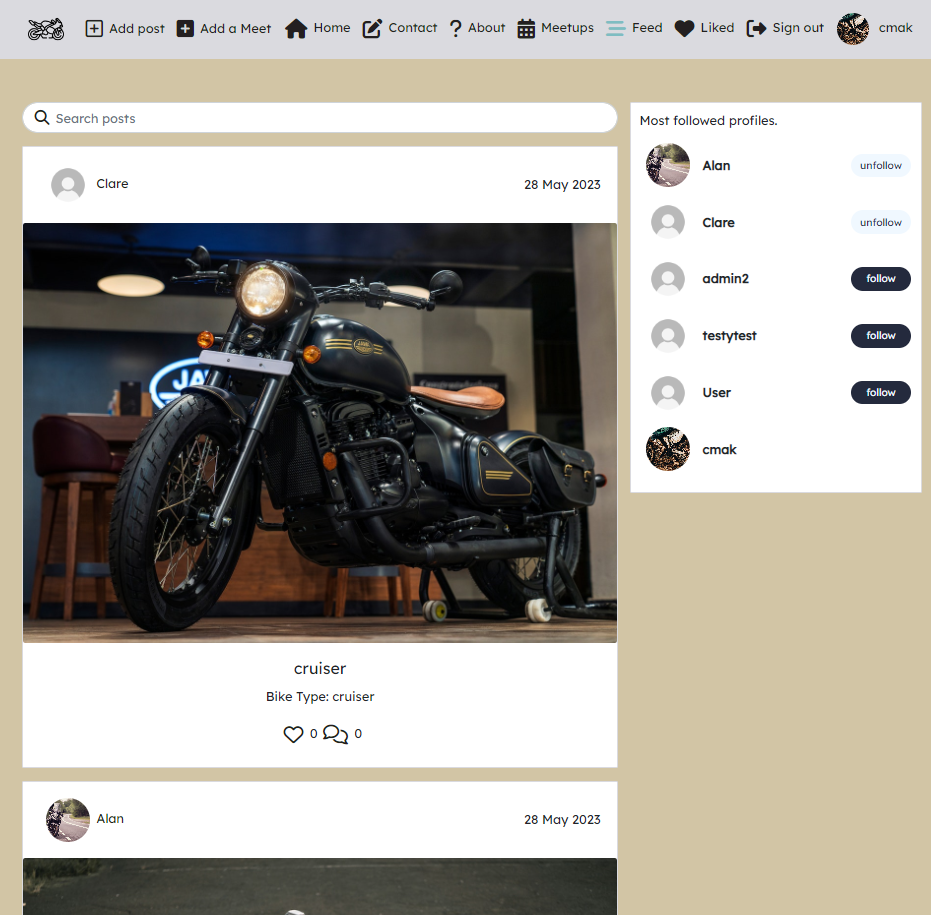 Add post Add a Meet Home Contact ? About Meetups Feed Liked Sign out cmak
Search posts
Clare 28 May 2023
JAWA
cruiser
Bike Type: cruiser
0 0
Alan 28 May 2023
Most followed profiles.
Alan unfollow
Clare unfollow
admin2 follow
testytest follow
User follow
cmak